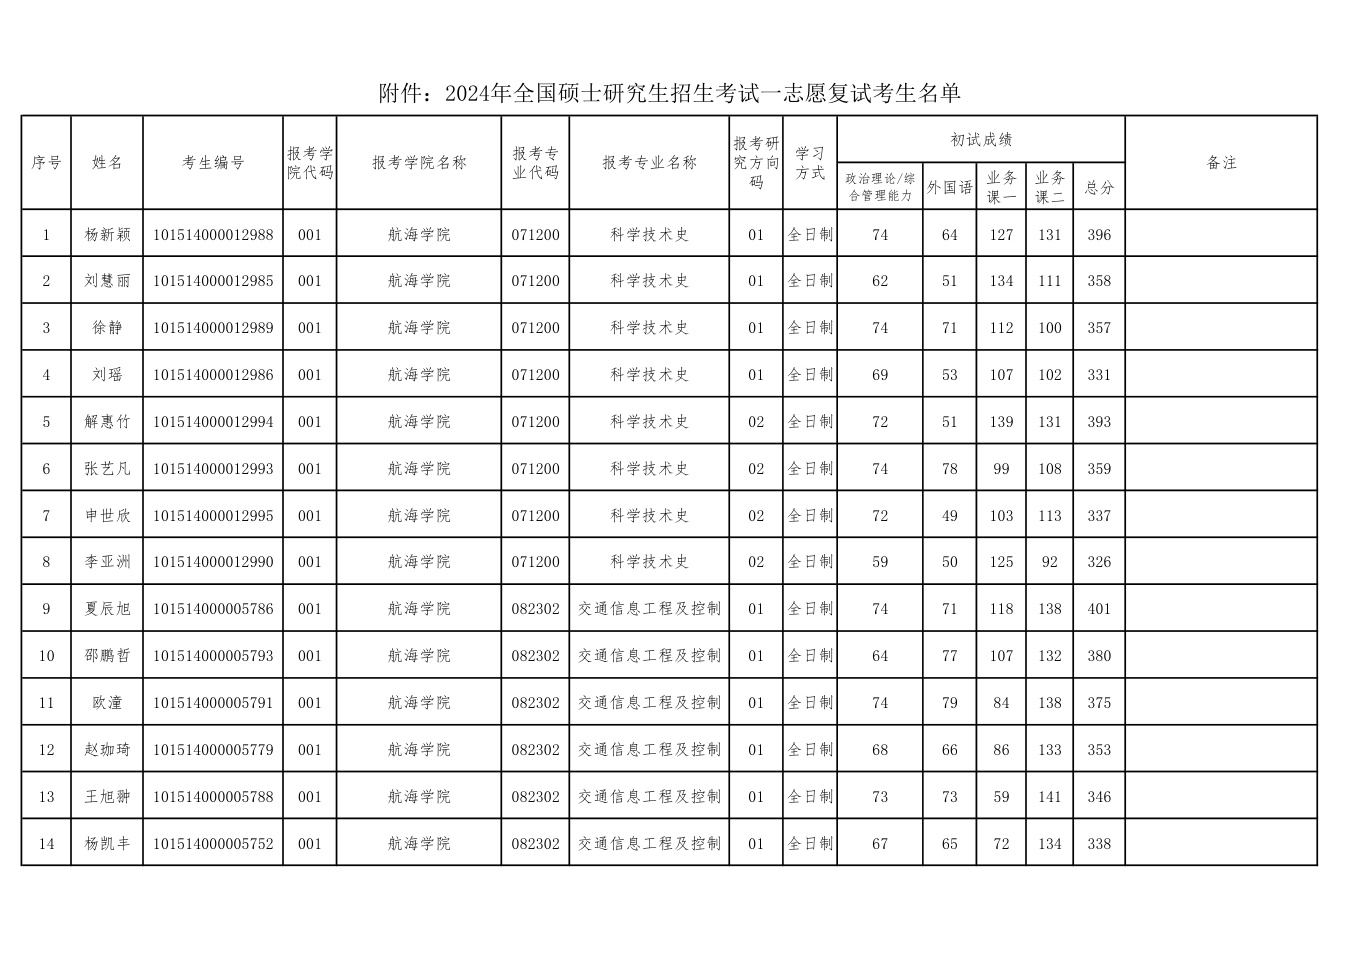 附件：2024年全国硕士研究生招生考试一志愿复试考生名单
序号 姓名 考生编号 报考学院代码 报考学院名称 报考专业代码 报考专业名称 报考研究方向码 学习方式 初试成绩 备注
政治理论/综合管理能力 外国语 业务课一 业务课二 总分
1 杨新颖 101514000012988 001 航海学院 071200 科学技术史 01 全日制 74 64 127 131 396
2 刘慧丽 101514000012985 001 航海学院 071200 科学技术史 01 全日制 62 51 134 111 358
3 徐静 101514000012989 001 航海学院 071200 科学技术史 01 全日制 74 71 112 100 357
4 刘瑶 101514000012986 001 航海学院 071200 科学技术史 01 全日制 69 53 107 102 331
5 解惠竹 101514000012994 001 航海学院 071200 科学技术史 02 全日制 72 51 139 131 393
6 张艺凡 101514000012993 001 航海学院 071200 科学技术史 02 全日制 74 78 99 108 359
7 申世欣 101514000012995 001 航海学院 071200 科学技术史 02 全日制 72 49 103 113 337
8 李亚洲 101514000012990 001 航海学院 071200 科学技术史 02 全日制 59 50 125 92 326
9 夏辰旭 101514000005786 001 航海学院 082302 交通信息工程及控制 01 全日制 74 71 118 138 401
10 邵鹏哲 101514000005793 001 航海学院 082302 交通信息工程及控制 01 全日制 64 77 107 132 380
11 欧潼 101514000005791 001 航海学院 082302 交通信息工程及控制 01 全日制 74 79 84 138 375
12 赵珈琦 101514000005779 001 航海学院 082302 交通信息工程及控制 01 全日制 68 66 86 133 353
13 王旭翀 101514000005788 001 航海学院 082302 交通信息工程及控制 01 全日制 73 73 59 141 346
14 杨凯丰 101514000005752 001 航海学院 082302 交通信息工程及控制 01 全日制 67 65 72 134 338